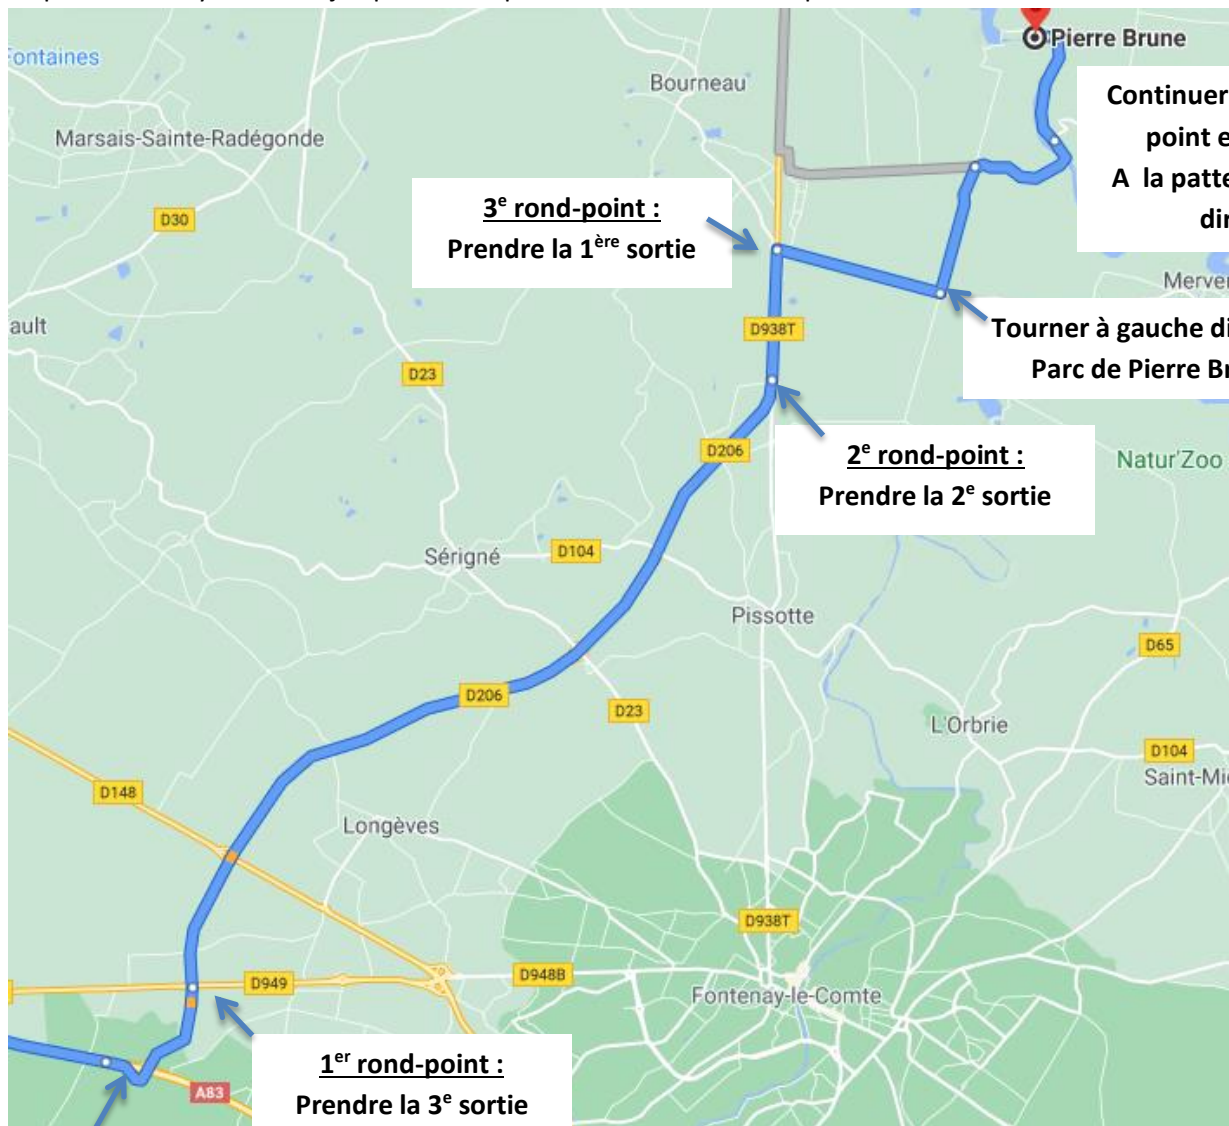 Pierre Brune
Fontaines
Bourneau
Continuer
point e
Marsais-Sainte-Radégonde
A la patte
3e rond-point :
D30
dir
Prendre la 1ère sortie
Merver
ault
D938T
Tourner à gauche di
D23
Parc de Pierre Br
D206
2e rond-point :
Natur'Zoo
Prendre la 2e sortie
Sérigné
D104
Pissotte
D65
D206
D23
L'Orbrie
D104
D148
Saint-Mic
Longèves
D938T
D949
D948B
Fontenay-le-Comte
1er rond-point :
A83
Prendre la 3e sortie